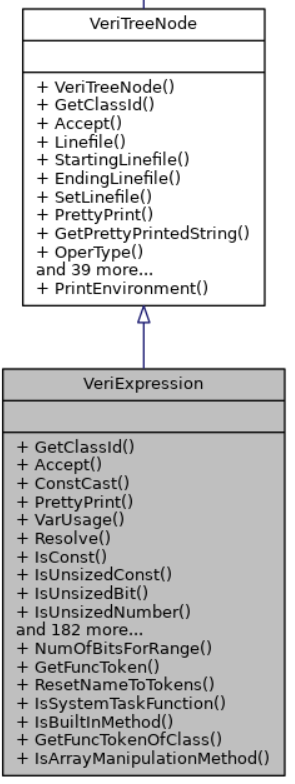 VeriTreeNode
+ VeriTreeNode()
+ GetClassId()
+ Accept()
+ Linefile()
+ StartingLinefile()
+ EndingLinefile()
+ SetLinefile()
+ PrettyPrint()
+ GetPrettyPrintedString()
+ OperType()
and 39 more...
+ PrintEnvironment()
VeriExpression
+ GetClassId()
+ Accept()
+ ConstCast()
+ PrettyPrint()
+ VarUsage()
+ Resolve()
+ IsConst()
+ IsUnsizedConst()
+ IsUnsizedBit()
+ IsUnsizedNumber()
and 182 more...
+ NumOfBitsForRange()
+ GetFuncToken()
+ ResetNameToTokens()
+ IsSystemTaskFunction()
+ IsBuiltInMethod()
+ GetFuncTokenOfClass()
+ IsArrayManipulationMethod()